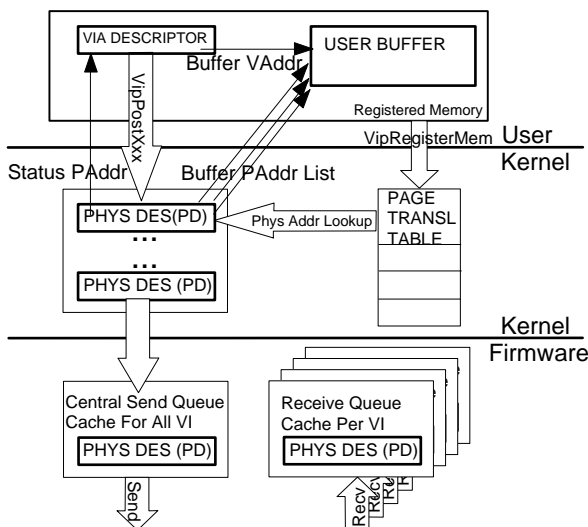 VIA DESCRIPTOR
USER BUFFER
Buffer VAddr
VipPostXxx
Registered Memory
VipRegisterMem
User
Kernel
Status PAddr
Buffer PAddr List
PHYS DES(PD)
...
...
PHYS DES (PD)
Phys Addr Lookup
PAGE
TRANSL
TABLE
Kernel
Firmware
Central Send Queue
Cache For All VI
PHYS DES (PD)
Send
Receive Queue
Cache Per VI
PHYS DES (PD)
Recv
Recv